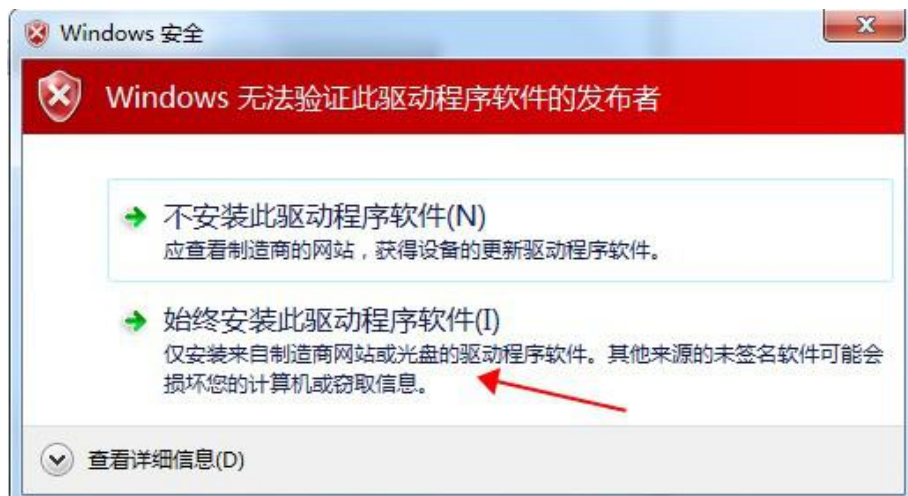 Windows 安全
Windows 无法验证此驱动程序软件的发布者
不安装此驱动程序软件(N)
应查看制造商的网站，获得设备的更新驱动程序软件。
始终安装此驱动程序软件(I)
仅安装来自制造商网站或光盘的驱动程序软件。其他来源的未签名软件可能会
损坏您的计算机或窃取信息。
查看详细信息(D)